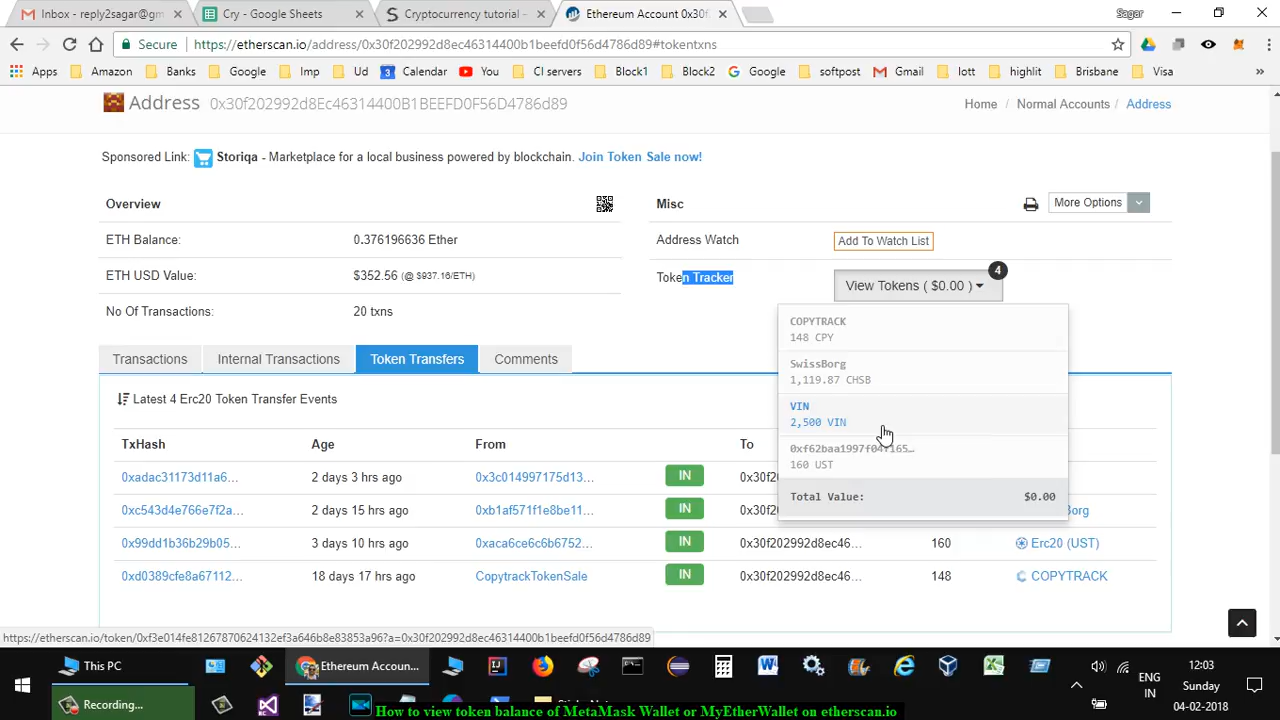 Inbox - reply2sagar@gm
Cry - Google Sheets
Cryptocurrency tutorial -
Ethereum Account 0x30f
Sagar
Secure
https://etherscan.io/address/0x30f202992d8ec46314400b1beefd0f56d4786d89#tokentxns
Apps
Amazon
Banks
Google
Imp
Ud
Calendar
You
CI servers
Block1
Block2
Google
softpost
Gmail
lott
highlit
Brisbane
Visa
»
Address 0x30f202992d8Ec46314400B1BEEFD0F56D4786d89
Home / Normal Accounts / Address
Sponsored Link: Storiqa - Marketplace for a local business powered by blockchain. Join Token Sale now!
Overview
Misc
More Options
ETH Balance: 0.376196636 Ether
Address Watch
Add To Watch List
ETH USD Value: $352.56 (@ $937.16/ETH)
Token Tracker
View Tokens ( $0.00 )
4
No Of Transactions: 20 txns
COPYTRACK
148 CPY
SwissBorg
1,119.87 CHSB
VIN
2,500 VIN
0xf62baa1997f04f165…
160 UST
Total Value: $0.00
Transactions
Internal Transactions
Token Transfers
Comments
Latest 4 Erc20 Token Transfer Events
TxHash Age From To
0xadac31173d11a6… 2 days 3 hrs ago 0x3c014997175d13… IN
0xc543d4e766e7f2a… 2 days 15 hrs ago 0xb1af571f1e8be11… IN
0x99dd1b36b29b05… 3 days 10 hrs ago 0xaca6ce6c6b6752… IN 0x30f202992d8ec46… 160 Erc20 (UST)
0xd0389cfe8a67112… 18 days 17 hrs ago CopytrackTokenSale IN 0x30f202992d8ec46… 148 COPYTRACK
https://etherscan.io/token/0xf3e014fe81267870624132ef3a646b8e83853a96?a=0x30f202992d8ec46314400b1beefd0f56d4786d89
This PC
Ethereum Accoun...
12:03
ENG
IN
Sunday
04-02-2018
Recording...
How to view token balance of MetaMask Wallet or MyEtherWallet on etherscan.io